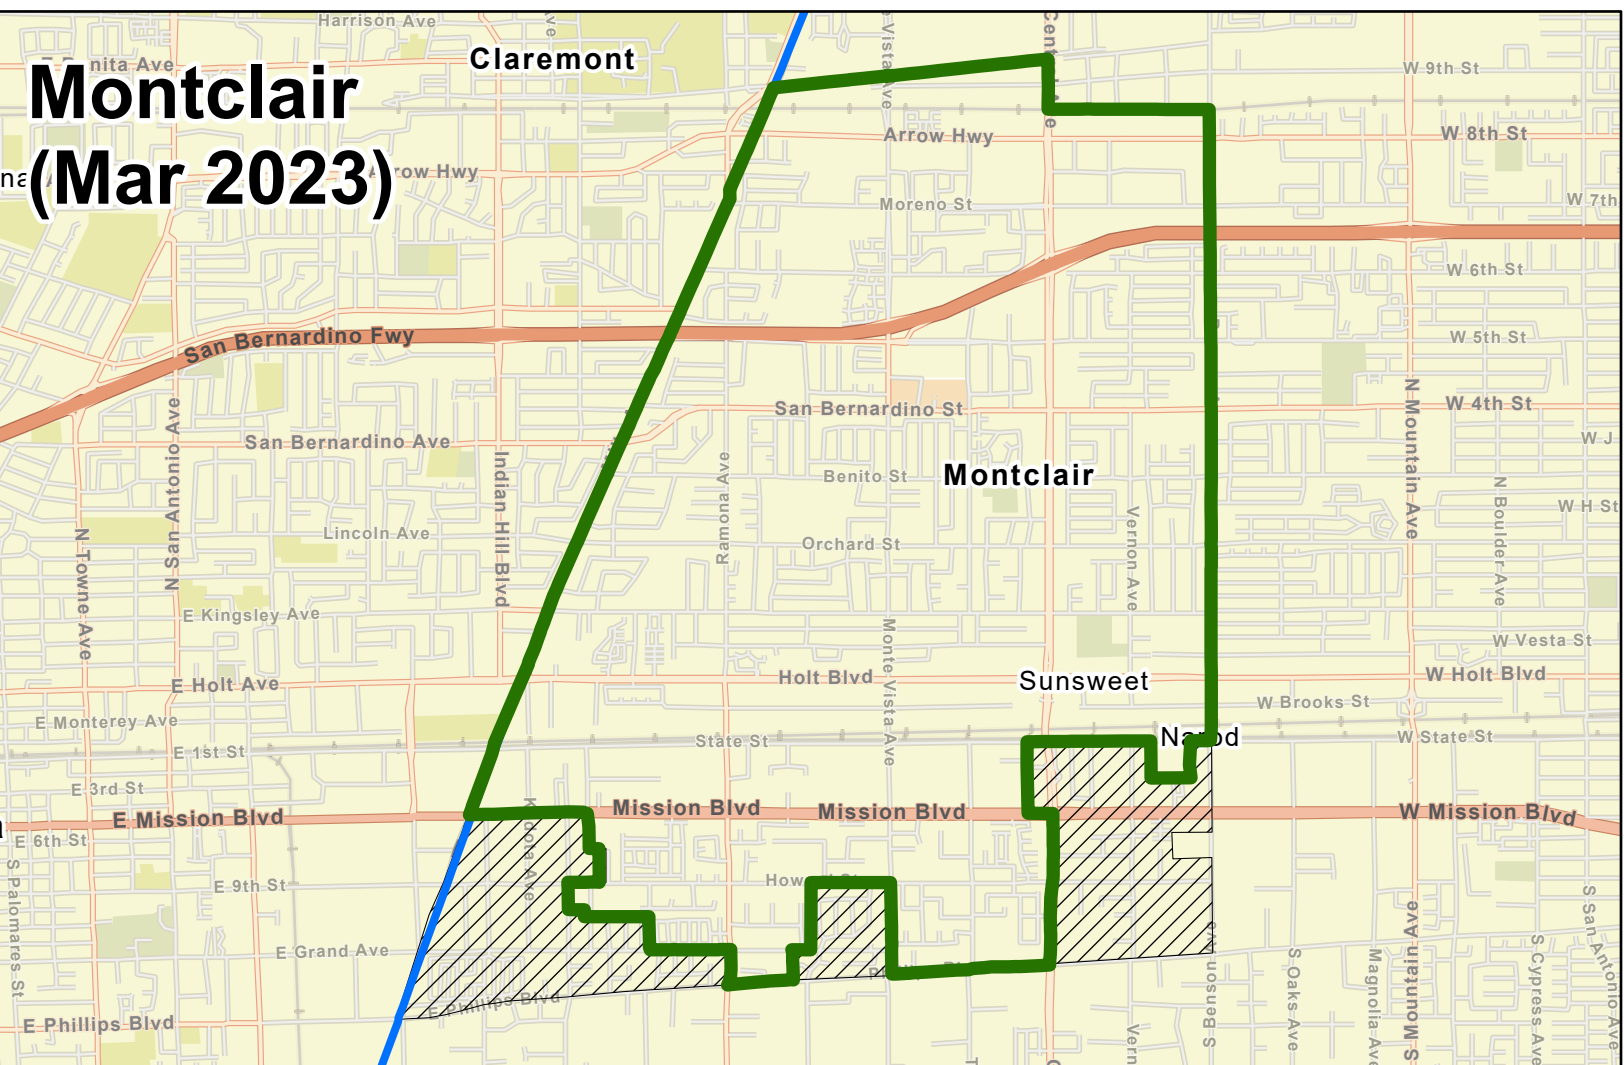 Harrison Ave
Claremont
Montclair
(Mar 2023)
W 9th St
Arrow Hwy
W 8th St
Moreno St
W 7th
W 6th St
San Bernardino Fwy
W 5th St
San Bernardino St
W 4th St
San Bernardino Ave
W J
N San Antonio Ave
Indian Hill Blvd
Ramona Ave
Benito St
Montclair
N Mountain Ave
N Boulder Ave
W H St
N Towne Ave
Lincoln Ave
Orchard St
Vernon Ave
E Kingsley Ave
Monte Vista Ave
W Vesta St
E Holt Ave
Holt Blvd
Sunsweet
W Holt Blvd
W Brooks St
E Monterey Ave
E 1st St
State St
W State St
E 3rd St
E Mission Blvd
Mission Blvd
Mission Blvd
W Mission Blvd
E 6th St
S Palomares St
E 9th St
E Grand Ave
S Benson
S Oaks Ave
Magnolia Av
S Mountain Ave
S Cypress Ave
S San Antonio Ave
E Phillips Blvd
E Phillips Blvd
Vern